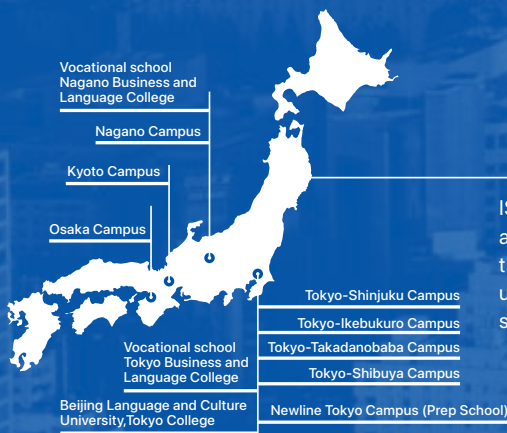 Vocational school
Nagano Business and
Language College
Nagano Campus
Kyoto Campus
Osaka Campus
Tokyo-Shinjuku Campus
Tokyo-Ikebukuro Campus
Tokyo-Takadanobaba Campus
Tokyo-Shibuya Campus
Vocational school
Tokyo Business and
Language College
Beijing Language and Culture
University,Tokyo College
Newline Tokyo Campus (Prep School)